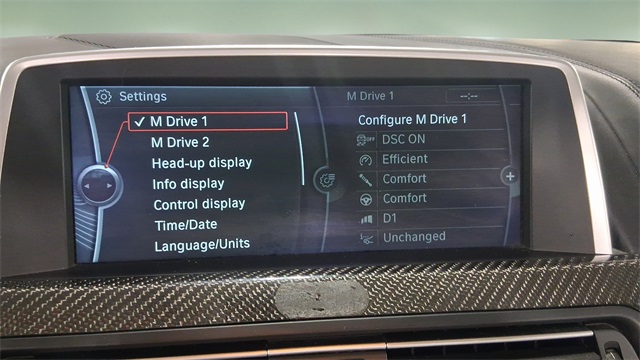 Settings
M Drive 1
--:--
M Drive 1
M Drive 2
Head-up display
Info display
Control display
Time/Date
Language/Units
Configure M Drive 1
OFF DSC ON
Efficient
Comfort
Comfort
D1
Unchanged